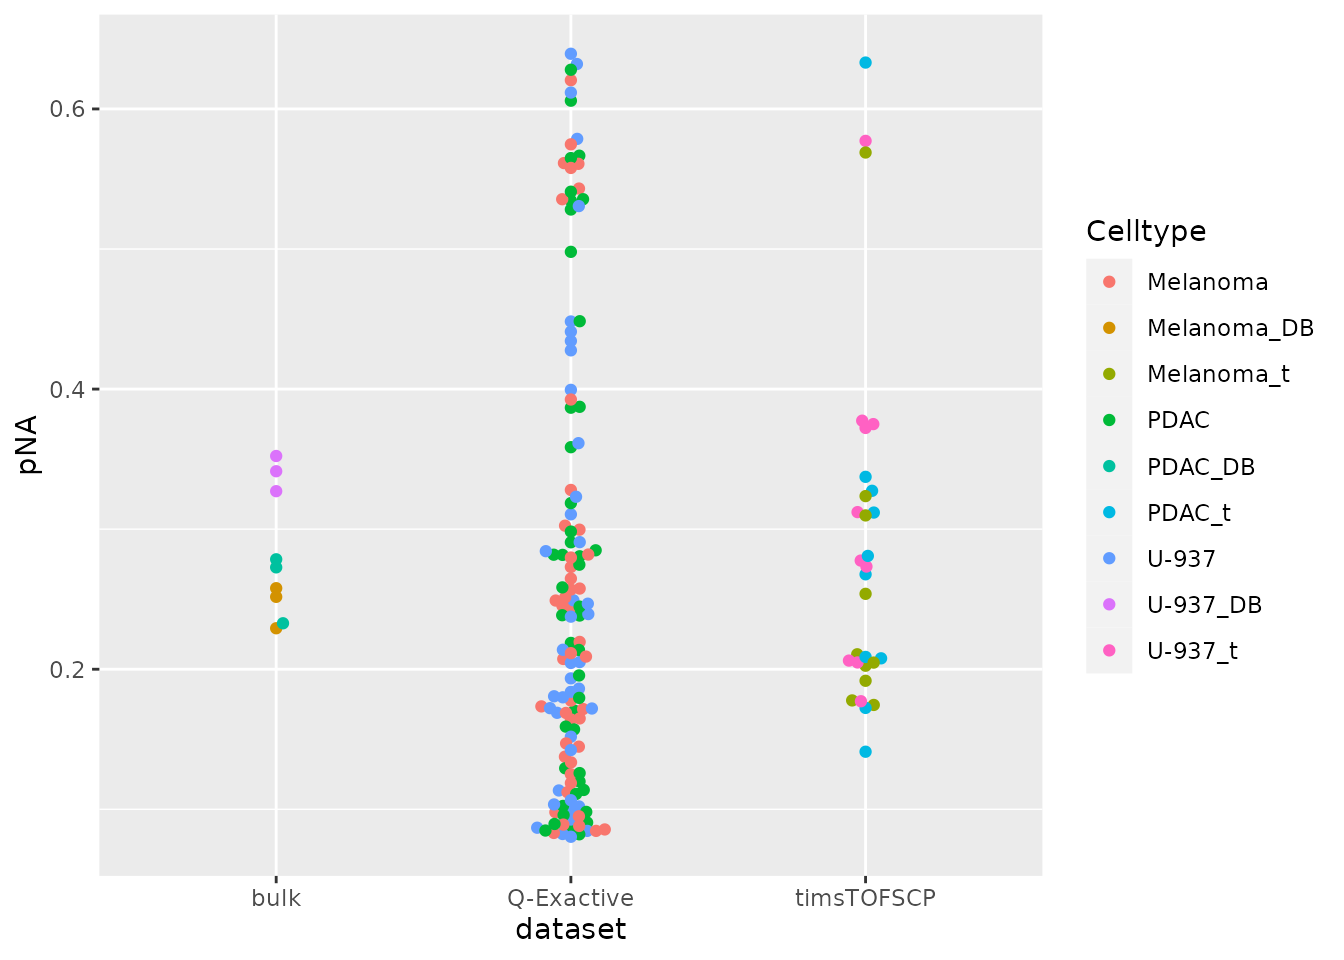 0.6
0.4
0.2
pNA
bulk
Q-Exactive
timsTOFSCP
dataset
Celltype
Melanoma
Melanoma_DB
Melanoma_t
PDAC
PDAC_DB
PDAC_t
U-937
U-937_DB
U-937_t